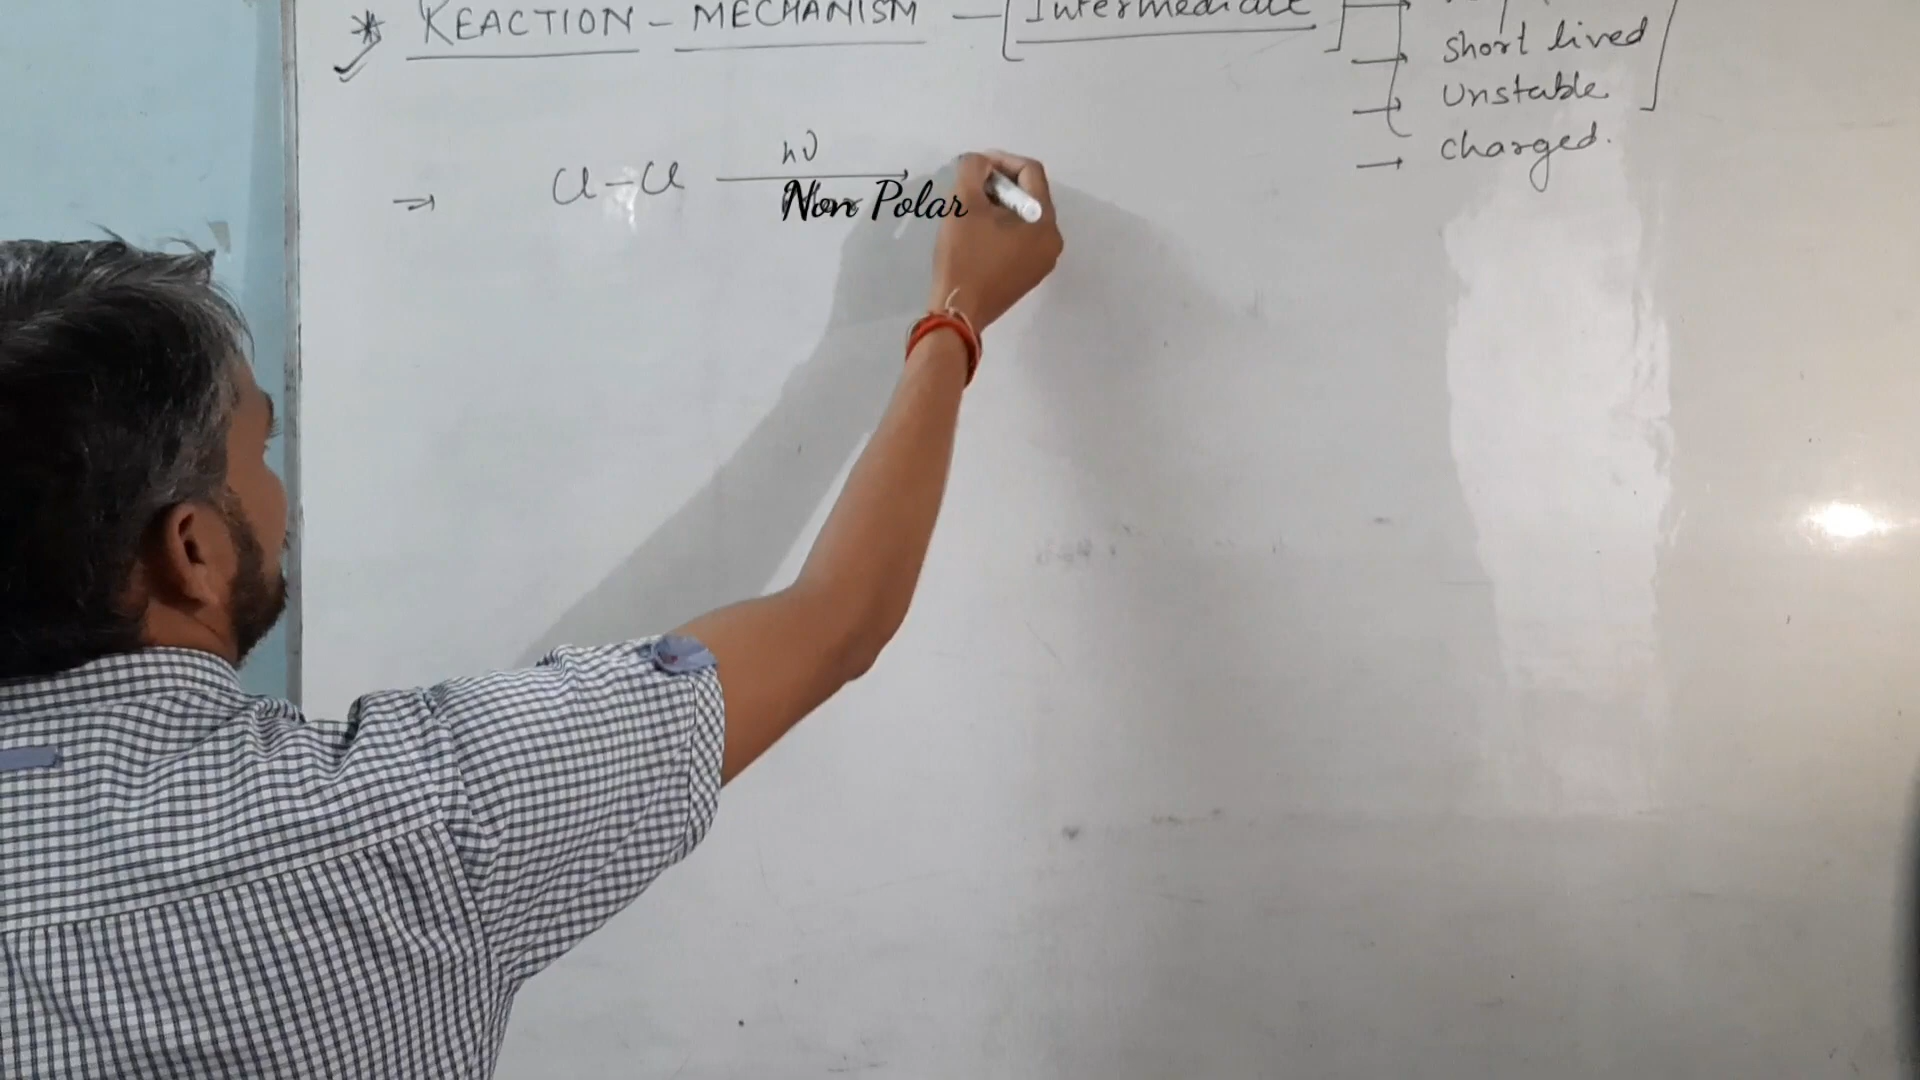 * REACTION - MECHANISM - [Intermediate]
→ short lived
→ Unstable
→ charged.
→ Cl-Cl hν →
Non Polar